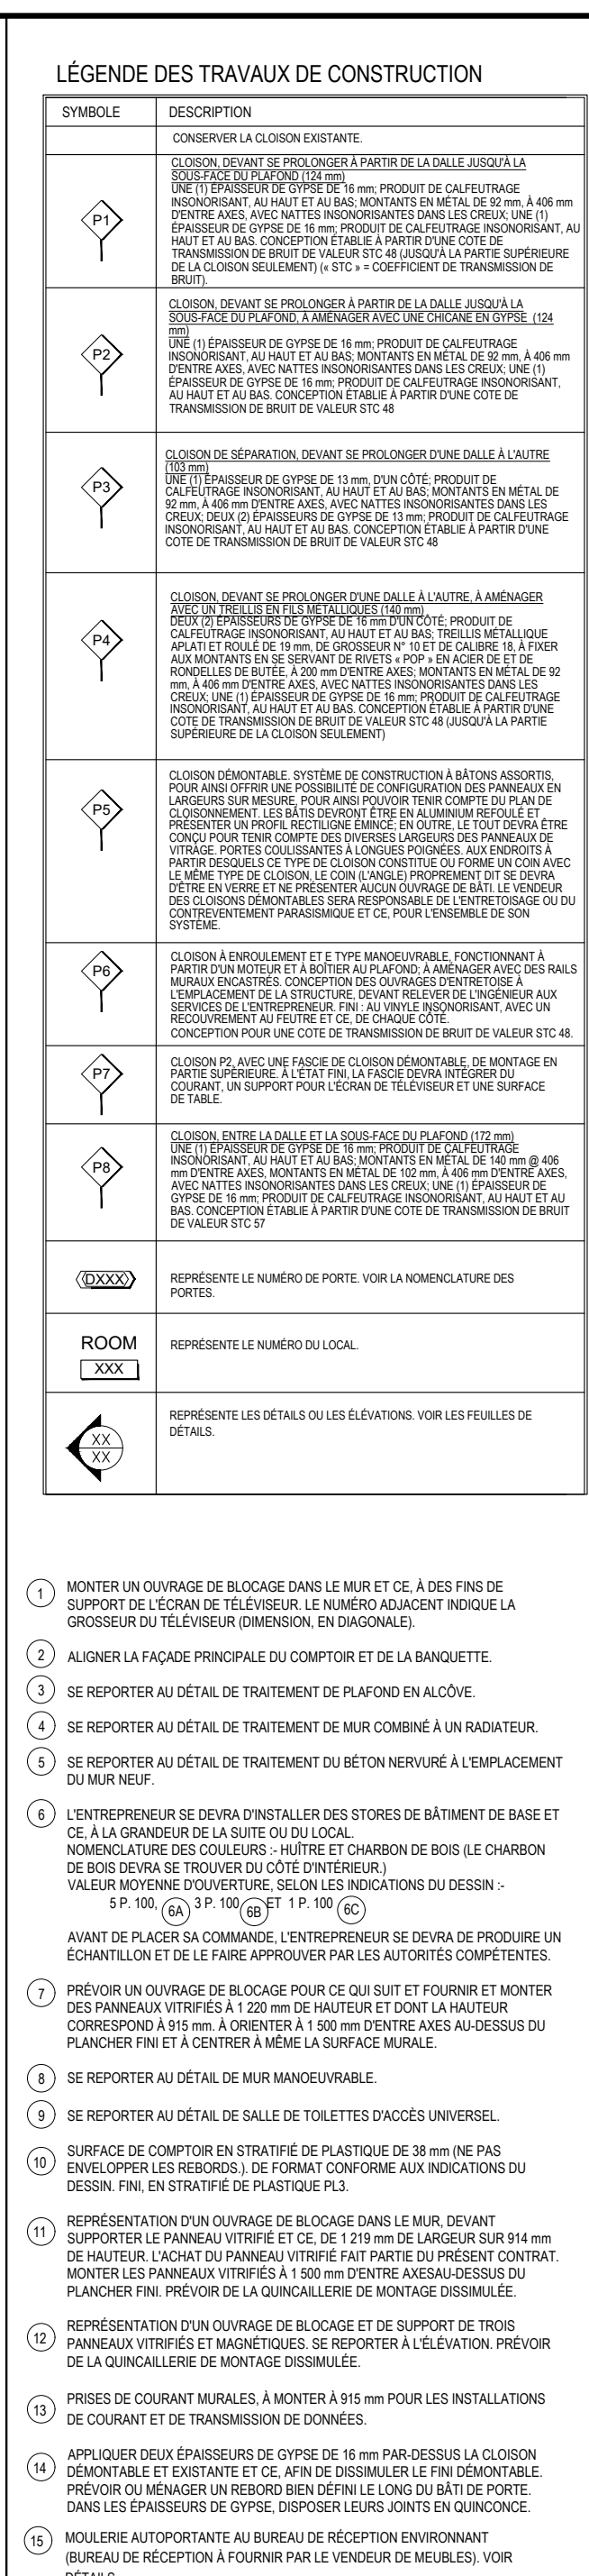 LÉGENDE DES TRAVAUX DE CONSTRUCTION
SYMBOLE DESCRIPTION
CONSERVER LA CLOISON EXISTANTE.
P1
CLOISON, DEVANT SE PROLONGER À PARTIR DE LA DALLE JUSQU'À LA
SOUS-FACE DU PLAFOND (124 mm)
UNE (1) ÉPAISSEUR DE GYPSE DE 16 mm; PRODUIT DE CALFEUTRAGE
INSONORISANT, AU HAUT ET AU BAS; MONTANTS EN MÉTAL DE 92 mm, À 406 mm
D'ENTRE AXES, AVEC NATTES INSONORISANTES DANS LES CREUX; UNE (1)
ÉPAISSEUR DE GYPSE DE 16 mm; PRODUIT DE CALFEUTRAGE INSONORISANT, AU
HAUT ET AU BAS. CONCEPTION ÉTABLIE À PARTIR D'UNE COTE DE
TRANSMISSION DE BRUIT DE VALEUR STC 48 (JUSQU'À LA PARTIE SUPÉRIEURE
DE LA CLOISON SEULEMENT) (« STC » = COEFFICIENT DE TRANSMISSION DE
BRUIT).
P2
CLOISON, DEVANT SE PROLONGER À PARTIR DE LA DALLE JUSQU'À LA
SOUS-FACE DU PLAFOND, À AMÉNAGER AVEC UNE CHICANE EN GYPSE (124
mm)
UNE (1) ÉPAISSEUR DE GYPSE DE 16 mm; PRODUIT DE CALFEUTRAGE
INSONORISANT, AU HAUT ET AU BAS; MONTANTS EN MÉTAL DE 92 mm, À 406 mm
D'ENTRE AXES, AVEC NATTES INSONORISANTES DANS LES CREUX; UNE (1)
ÉPAISSEUR DE GYPSE DE 16 mm; PRODUIT DE CALFEUTRAGE INSONORISANT,
AU HAUT ET AU BAS. CONCEPTION ÉTABLIE À PARTIR D'UNE COTE DE
TRANSMISSION DE BRUIT DE VALEUR STC 48
P3
CLOISON DE SÉPARATION, DEVANT SE PROLONGER D'UNE DALLE À L'AUTRE
(103 mm)
UNE (1) ÉPAISSEUR DE GYPSE DE 13 mm, D'UN CÔTÉ; PRODUIT DE
CALFEUTRAGE INSONORISANT, AU HAUT ET AU BAS; MONTANTS EN MÉTAL DE
92 mm, À 406 mm D'ENTRE AXES, AVEC NATTES INSONORISANTES DANS LES
CREUX; DEUX (2) ÉPAISSEURS DE GYPSE DE 13 mm; PRODUIT DE CALFEUTRAGE
INSONORISANT, AU HAUT ET AU BAS. CONCEPTION ÉTABLIE À PARTIR D'UNE
COTE DE TRANSMISSION DE BRUIT DE VALEUR STC 48
P4
CLOISON, DEVANT SE PROLONGER D'UNE DALLE À L'AUTRE, À AMÉNAGER
AVEC UN TREILLIS EN FILS MÉTALLIQUES (140 mm)
DEUX (2) ÉPAISSEURS DE GYPSE DE 16 mm D'UN CÔTÉ; PRODUIT DE
CALFEUTRAGE INSONORISANT, AU HAUT ET AU BAS; TREILLIS MÉTALLIQUE
APLATI ET ROULÉ DE 19 mm, DE GROSSEUR N° 10 ET DE CALIBRE 18, À FIXER
AUX MONTANTS EN SE SERVANT DE RIVETS « POP » EN ACIER DE ET DE
RONDELLES DE BUTÉE, À 200 mm D'ENTRE AXES; MONTANTS EN MÉTAL DE 92
mm, À 406 mm D'ENTRE AXES, AVEC NATTES INSONORISANTES DANS LES
CREUX; UNE (1) ÉPAISSEUR DE GYPSE DE 16 mm; PRODUIT DE CALFEUTRAGE
INSONORISANT, AU HAUT ET AU BAS. CONCEPTION ÉTABLIE À PARTIR D'UNE
COTE DE TRANSMISSION DE BRUIT DE VALEUR STC 48 (JUSQU'À LA PARTIE
SUPÉRIEURE DE LA CLOISON SEULEMENT)
P5
CLOISON DÉMONTABLE. SYSTÈME DE CONSTRUCTION À BÂTONS ASSORTIS,
POUR AINSI OFFRIR UNE POSSIBILITÉ DE CONFIGURATION DES PANNEAUX EN
LARGEURS SUR MESURE, POUR AINSI POUVOIR TENIR COMPTE DU PLAN DE
CLOISONNEMENT. LES BÂTIS DEVRONT ÊTRE EN ALUMINIUM REFOULÉ ET
PRÉSENTER UN PROFIL RECTILIGNE ÉMINCÉ; EN OUTRE, LE TOUT DEVRA ÊTRE
CONÇU POUR TENIR COMPTE DES DIVERSES LARGEURS DES PANNEAUX DE
VITRAGE. PORTES COULISSANTES À LONGUES POIGNÉES. AUX ENDROITS À
PARTIR DESQUELS CE TYPE DE CLOISON CONSTITUE OU FORME UN COIN AVEC
LE MÊME TYPE DE CLOISON, LE COIN (L'ANGLE) PROPREMENT DIT SE DEVRA
D'ÊTRE EN VERRE ET NE PRÉSENTER AUCUN OUVRAGE DE BÂTI. LE VENDEUR
DES CLOISONS DÉMONTABLES SERA RESPONSABLE DE L'ENTRETOISAGE OU DU
CONTREVENTEMENT PARASISMIQUE ET CE, POUR L'ENSEMBLE DE SON
SYSTÈME.
P6
CLOISON À ENROULEMENT ET E TYPE MANOEUVRABLE, FONCTIONNANT À
PARTIR D'UN MOTEUR ET À BOÎTIER AU PLAFOND; À AMÉNAGER AVEC DES RAILS
MURAUX ENCASTRÉS. CONCEPTION DES OUVRAGES D'ENTRETOISE À
L'EMPLACEMENT DE LA STRUCTURE, DEVANT RELEVER DE L'INGÉNIEUR AUX
SERVICES DE L'ENTREPRENEUR. FINI : AU VINYLE INSONORISANT, AVEC UN
RECOUVREMENT AU FEUTRE ET CE, DE CHAQUE CÔTÉ.
CONCEPTION POUR UNE COTE DE TRANSMISSION DE BRUIT DE VALEUR STC 48.
P7
CLOISON P2, AVEC UNE FASCIE DE CLOISON DÉMONTABLE, DE MONTAGE EN
PARTIE SUPÉRIEURE. À L'ÉTAT FINI, LA FASCIE DEVRA INTÉGRER DU
COURANT, UN SUPPORT POUR L'ÉCRAN DE TÉLÉVISEUR ET UNE SURFACE
DE TABLE.
P8
CLOISON, ENTRE LA DALLE ET LA SOUS-FACE DU PLAFOND (172 mm)
UNE (1) ÉPAISSEUR DE GYPSE DE 16 mm; PRODUIT DE CALFEUTRAGE
INSONORISANT, AU HAUT ET AU BAS; MONTANTS EN MÉTAL DE 140 mm @ 406
mm D'ENTRE AXES, MONTANTS EN MÉTAL DE 102 mm, À 406 mm D'ENTRE AXES,
AVEC NATTES INSONORISANTES DANS LES CREUX; UNE (1) ÉPAISSEUR DE
GYPSE DE 16 mm; PRODUIT DE CALFEUTRAGE INSONORISANT, AU HAUT ET AU
BAS. CONCEPTION ÉTABLIE À PARTIR D'UNE COTE DE TRANSMISSION DE BRUIT
DE VALEUR STC 57
DXXX
REPRÉSENTE LE NUMÉRO DE PORTE. VOIR LA NOMENCLATURE DES
PORTES.
ROOM
XXX
REPRÉSENTE LE NUMÉRO DU LOCAL.
XX
XX
REPRÉSENTE LES DÉTAILS OU LES ÉLÉVATIONS. VOIR LES FEUILLES DE
DÉTAILS.
1 MONTER UN OUVRAGE DE BLOCAGE DANS LE MUR ET CE, À DES FINS DE
SUPPORT DE L'ÉCRAN DE TÉLÉVISEUR. LE NUMÉRO ADJACENT INDIQUE LA
GROSSEUR DU TÉLÉVISEUR (DIMENSION, EN DIAGONALE).
2 ALIGNER LA FAÇADE PRINCIPALE DU COMPTOIR ET DE LA BANQUETTE.
3 SE REPORTER AU DÉTAIL DE TRAITEMENT DE PLAFOND EN ALCÔVE.
4 SE REPORTER AU DÉTAIL DE TRAITEMENT DE MUR COMBINÉ À UN RADIATEUR.
5 SE REPORTER AU DÉTAIL DE TRAITEMENT DU BÉTON NERVURÉ À L'EMPLACEMENT
DU MUR NEUF.
6 L'ENTREPRENEUR SE DEVRA D'INSTALLER DES STORES DE BÂTIMENT DE BASE ET
CE, À LA GRANDEUR DE LA SUITE OU DU LOCAL.
NOMENCLATURE DES COULEURS :- HUÎTRE ET CHARBON DE BOIS (LE CHARBON
DE BOIS DEVRA SE TROUVER DU CÔTÉ D'INTÉRIEUR.)
VALEUR MOYENNE D'OUVERTURE, SELON LES INDICATIONS DU DESSIN :-
5 P. 100, 6A 3 P. 100 6B ET 1 P. 100 6C
AVANT DE PLACER SA COMMANDE, L'ENTREPRENEUR SE DEVRA DE PRODUIRE UN
ÉCHANTILLON ET DE LE FAIRE APPROUVER PAR LES AUTORITÉS COMPÉTENTES.
7 PRÉVOIR UN OUVRAGE DE BLOCAGE POUR CE QUI SUIT ET FOURNIR ET MONTER
DES PANNEAUX VITRIFIÉS À 1 220 mm DE HAUTEUR ET DONT LA HAUTEUR
CORRESPOND À 915 mm. À ORIENTER À 1 500 mm D'ENTRE AXES AU-DESSUS DU
PLANCHER FINI ET À CENTRER À MÊME LA SURFACE MURALE.
8 SE REPORTER AU DÉTAIL DE MUR MANOEUVRABLE.
9 SE REPORTER AU DÉTAIL DE SALLE DE TOILETTES D'ACCÈS UNIVERSEL.
10 SURFACE DE COMPTOIR EN STRATIFIÉ DE PLASTIQUE DE 38 mm (NE PAS
ENVELOPPER LES REBORDS.). DE FORMAT CONFORME AUX INDICATIONS DU
DESSIN. FINI, EN STRATIFIÉ DE PLASTIQUE PL3.
11 REPRÉSENTATION D'UN OUVRAGE DE BLOCAGE DANS LE MUR, DEVANT
SUPPORTER LE PANNEAU VITRIFIÉ ET CE, DE 1 219 mm DE LARGEUR SUR 914 mm
DE HAUTEUR. L'ACHAT DU PANNEAU VITRIFIÉ FAIT PARTIE DU PRÉSENT CONTRAT.
MONTER LES PANNEAUX VITRIFIÉS À 1 500 mm D'ENTRE AXESAU-DESSUS DU
PLANCHER FINI. PRÉVOIR DE LA QUINCAILLERIE DE MONTAGE DISSIMULÉE.
12 REPRÉSENTATION D'UN OUVRAGE DE BLOCAGE ET DE SUPPORT DE TROIS
PANNEAUX VITRIFIÉS ET MAGNÉTIQUES. SE REPORTER À L'ÉLÉVATION. PRÉVOIR
DE LA QUINCAILLERIE DE MONTAGE DISSIMULÉE.
13 PRISES DE COURANT MURALES, À MONTER À 915 mm POUR LES INSTALLATIONS
DE COURANT ET DE TRANSMISSION DE DONNÉES.
14 APPLIQUER DEUX ÉPAISSEURS DE GYPSE DE 16 mm PAR-DESSUS LA CLOISON
DÉMONTABLE ET EXISTANTE ET CE, AFIN DE DISSIMULER LE FINI DÉMONTABLE.
PRÉVOIR OU MÉNAGER UN REBORD BIEN DÉFINI LE LONG DU BÂTI DE PORTE.
DANS LES ÉPAISSEURS DE GYPSE, DISPOSER LEURS JOINTS EN QUINCONCE.
15 MOULERIE AUTOPORTANTE AU BUREAU DE RÉCEPTION ENVIRONNANT
(BUREAU DE RÉCEPTION À FOURNIR PAR LE VENDEUR DE MEUBLES). VOIR
DÉTAILS